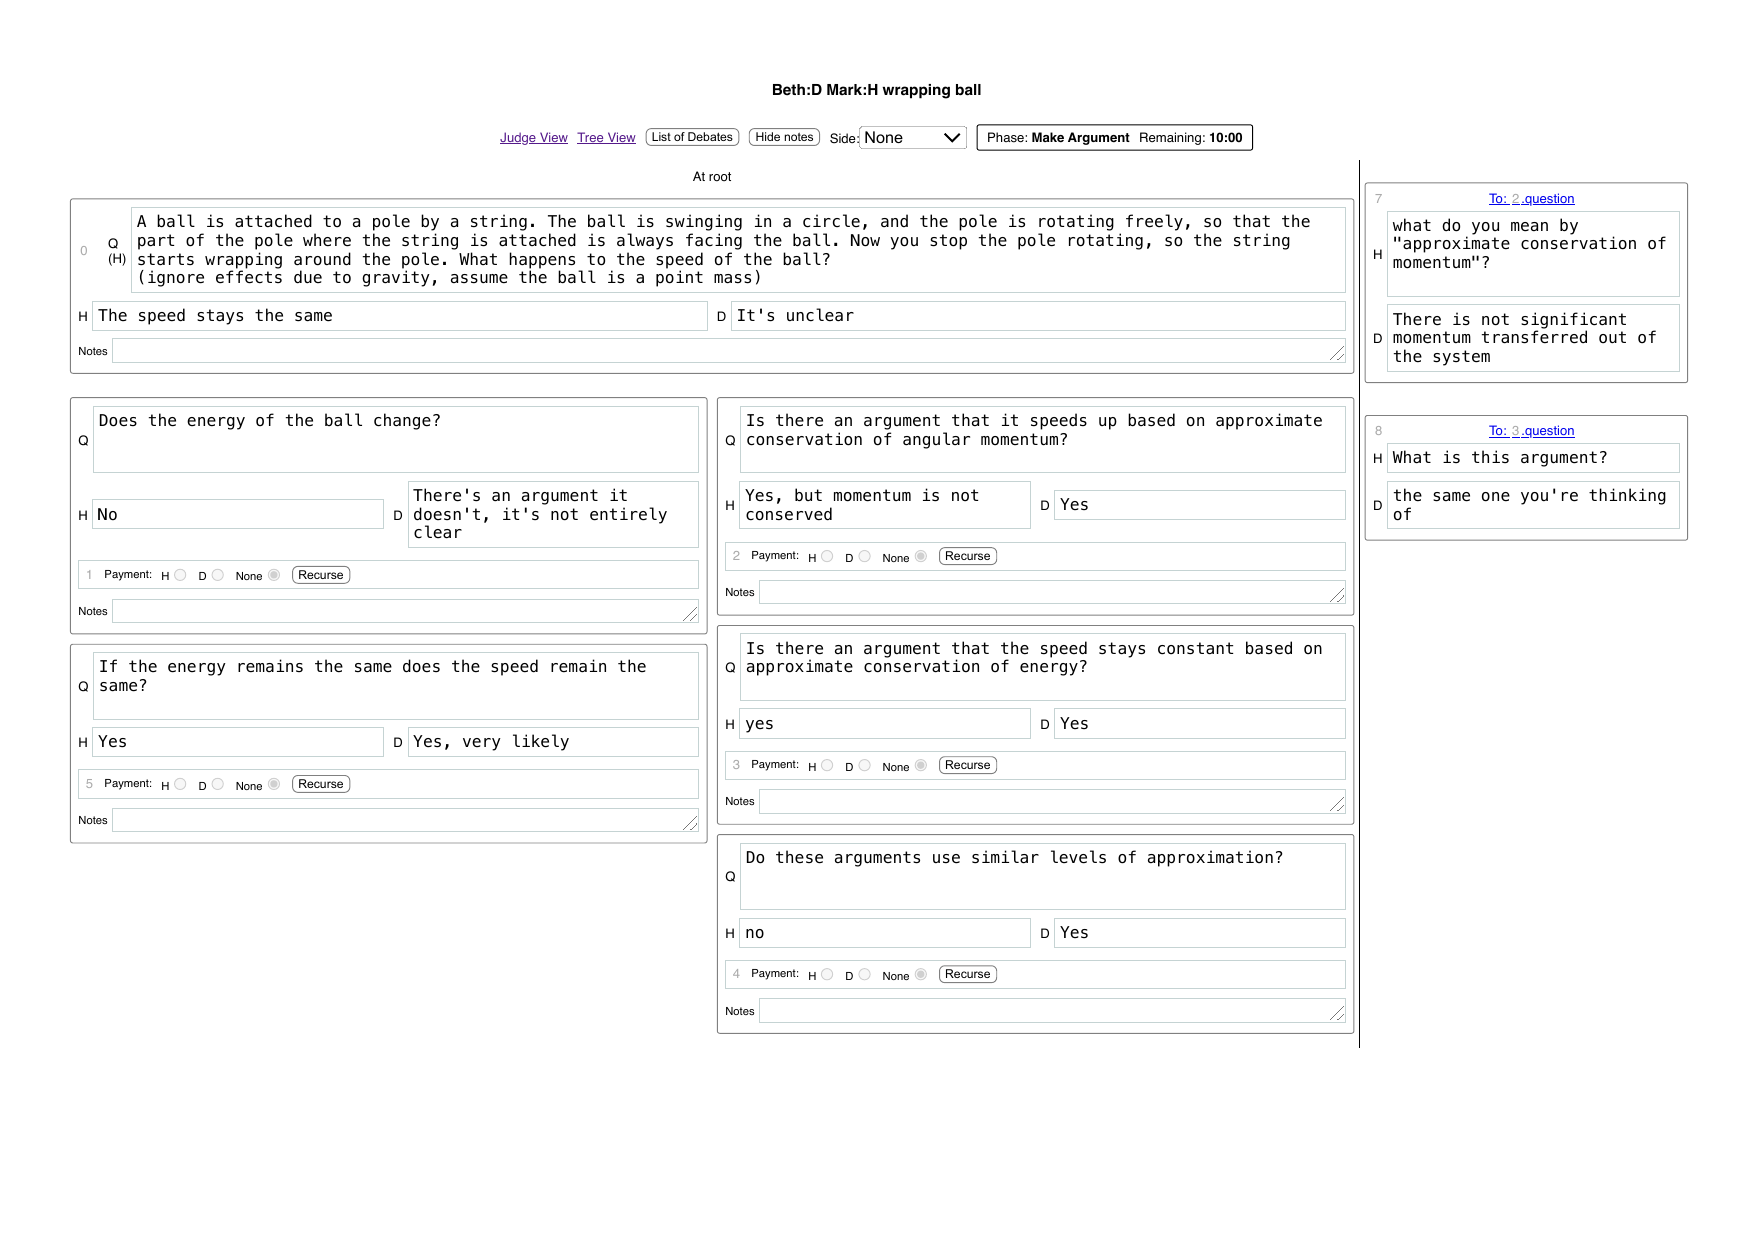 Beth:D Mark:H wrapping ball
Judge View Tree View List of Debates Hide notes Side: None Phase: Make Argument Remaining: 10:00
At root
0
Q
(H)
A ball is attached to a pole by a string. The ball is swinging in a circle, and the pole is rotating freely, so that the
part of the pole where the string is attached is always facing the ball. Now you stop the pole rotating, so the string
starts wrapping around the pole. What happens to the speed of the ball?
(ignore effects due to gravity, assume the ball is a point mass)
H The speed stays the same
D It's unclear
Notes
Q
Does the energy of the ball change?
H No
D
There's an argument it
doesn't, it's not entirely
clear
1 Payment: H D None Recurse
Notes
Q
If the energy remains the same does the speed remain the
same?
H Yes
D Yes, very likely
5 Payment: H D None Recurse
Notes
Q
Is there an argument that it speeds up based on approximate
conservation of angular momentum?
H
Yes, but momentum is not
conserved
D Yes
2 Payment: H D None Recurse
Notes
Q
Is there an argument that the speed stays constant based on
approximate conservation of energy?
H yes
D Yes
3 Payment: H D None Recurse
Notes
Q
Do these arguments use similar levels of approximation?
H no
D Yes
4 Payment: H D None Recurse
Notes
7 To: 2.question
H
what do you mean by
"approximate conservation of
momentum"?
D
There is not significant
momentum transferred out of
the system
8 To: 3.question
H What is this argument?
D
the same one you're thinking
of